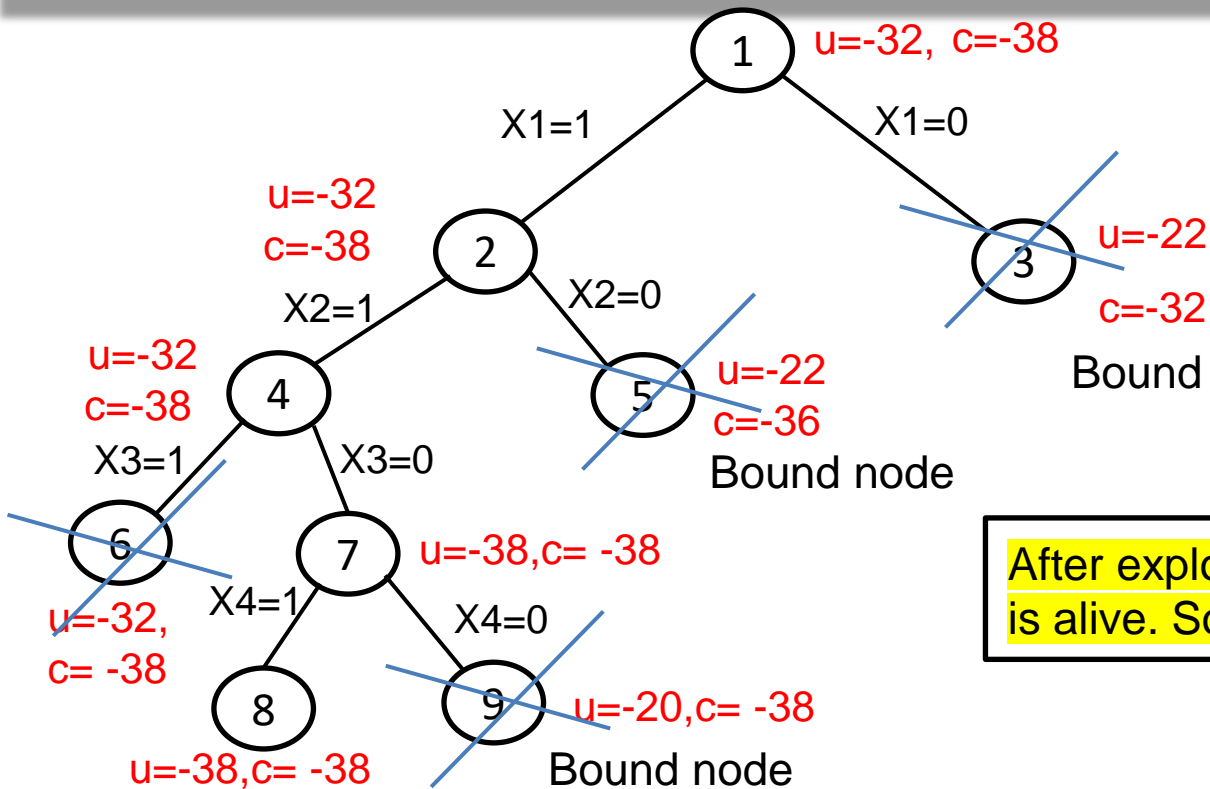 1
u=-32, c=-38
X1=1
X1=0
u=-32
c=-38
2
3
u=-22
c=-32
Bound
X2=1
X2=0
u=-32
c=-38
4
5
u=-22
c=-36
Bound node
X3=1
X3=0
6
7
u=-38,c= -38
u=-32,
c= -38
X4=1
X4=0
8
9
u=-20,c= -38
u=-38,c= -38
Bound node
After explo
is alive. So